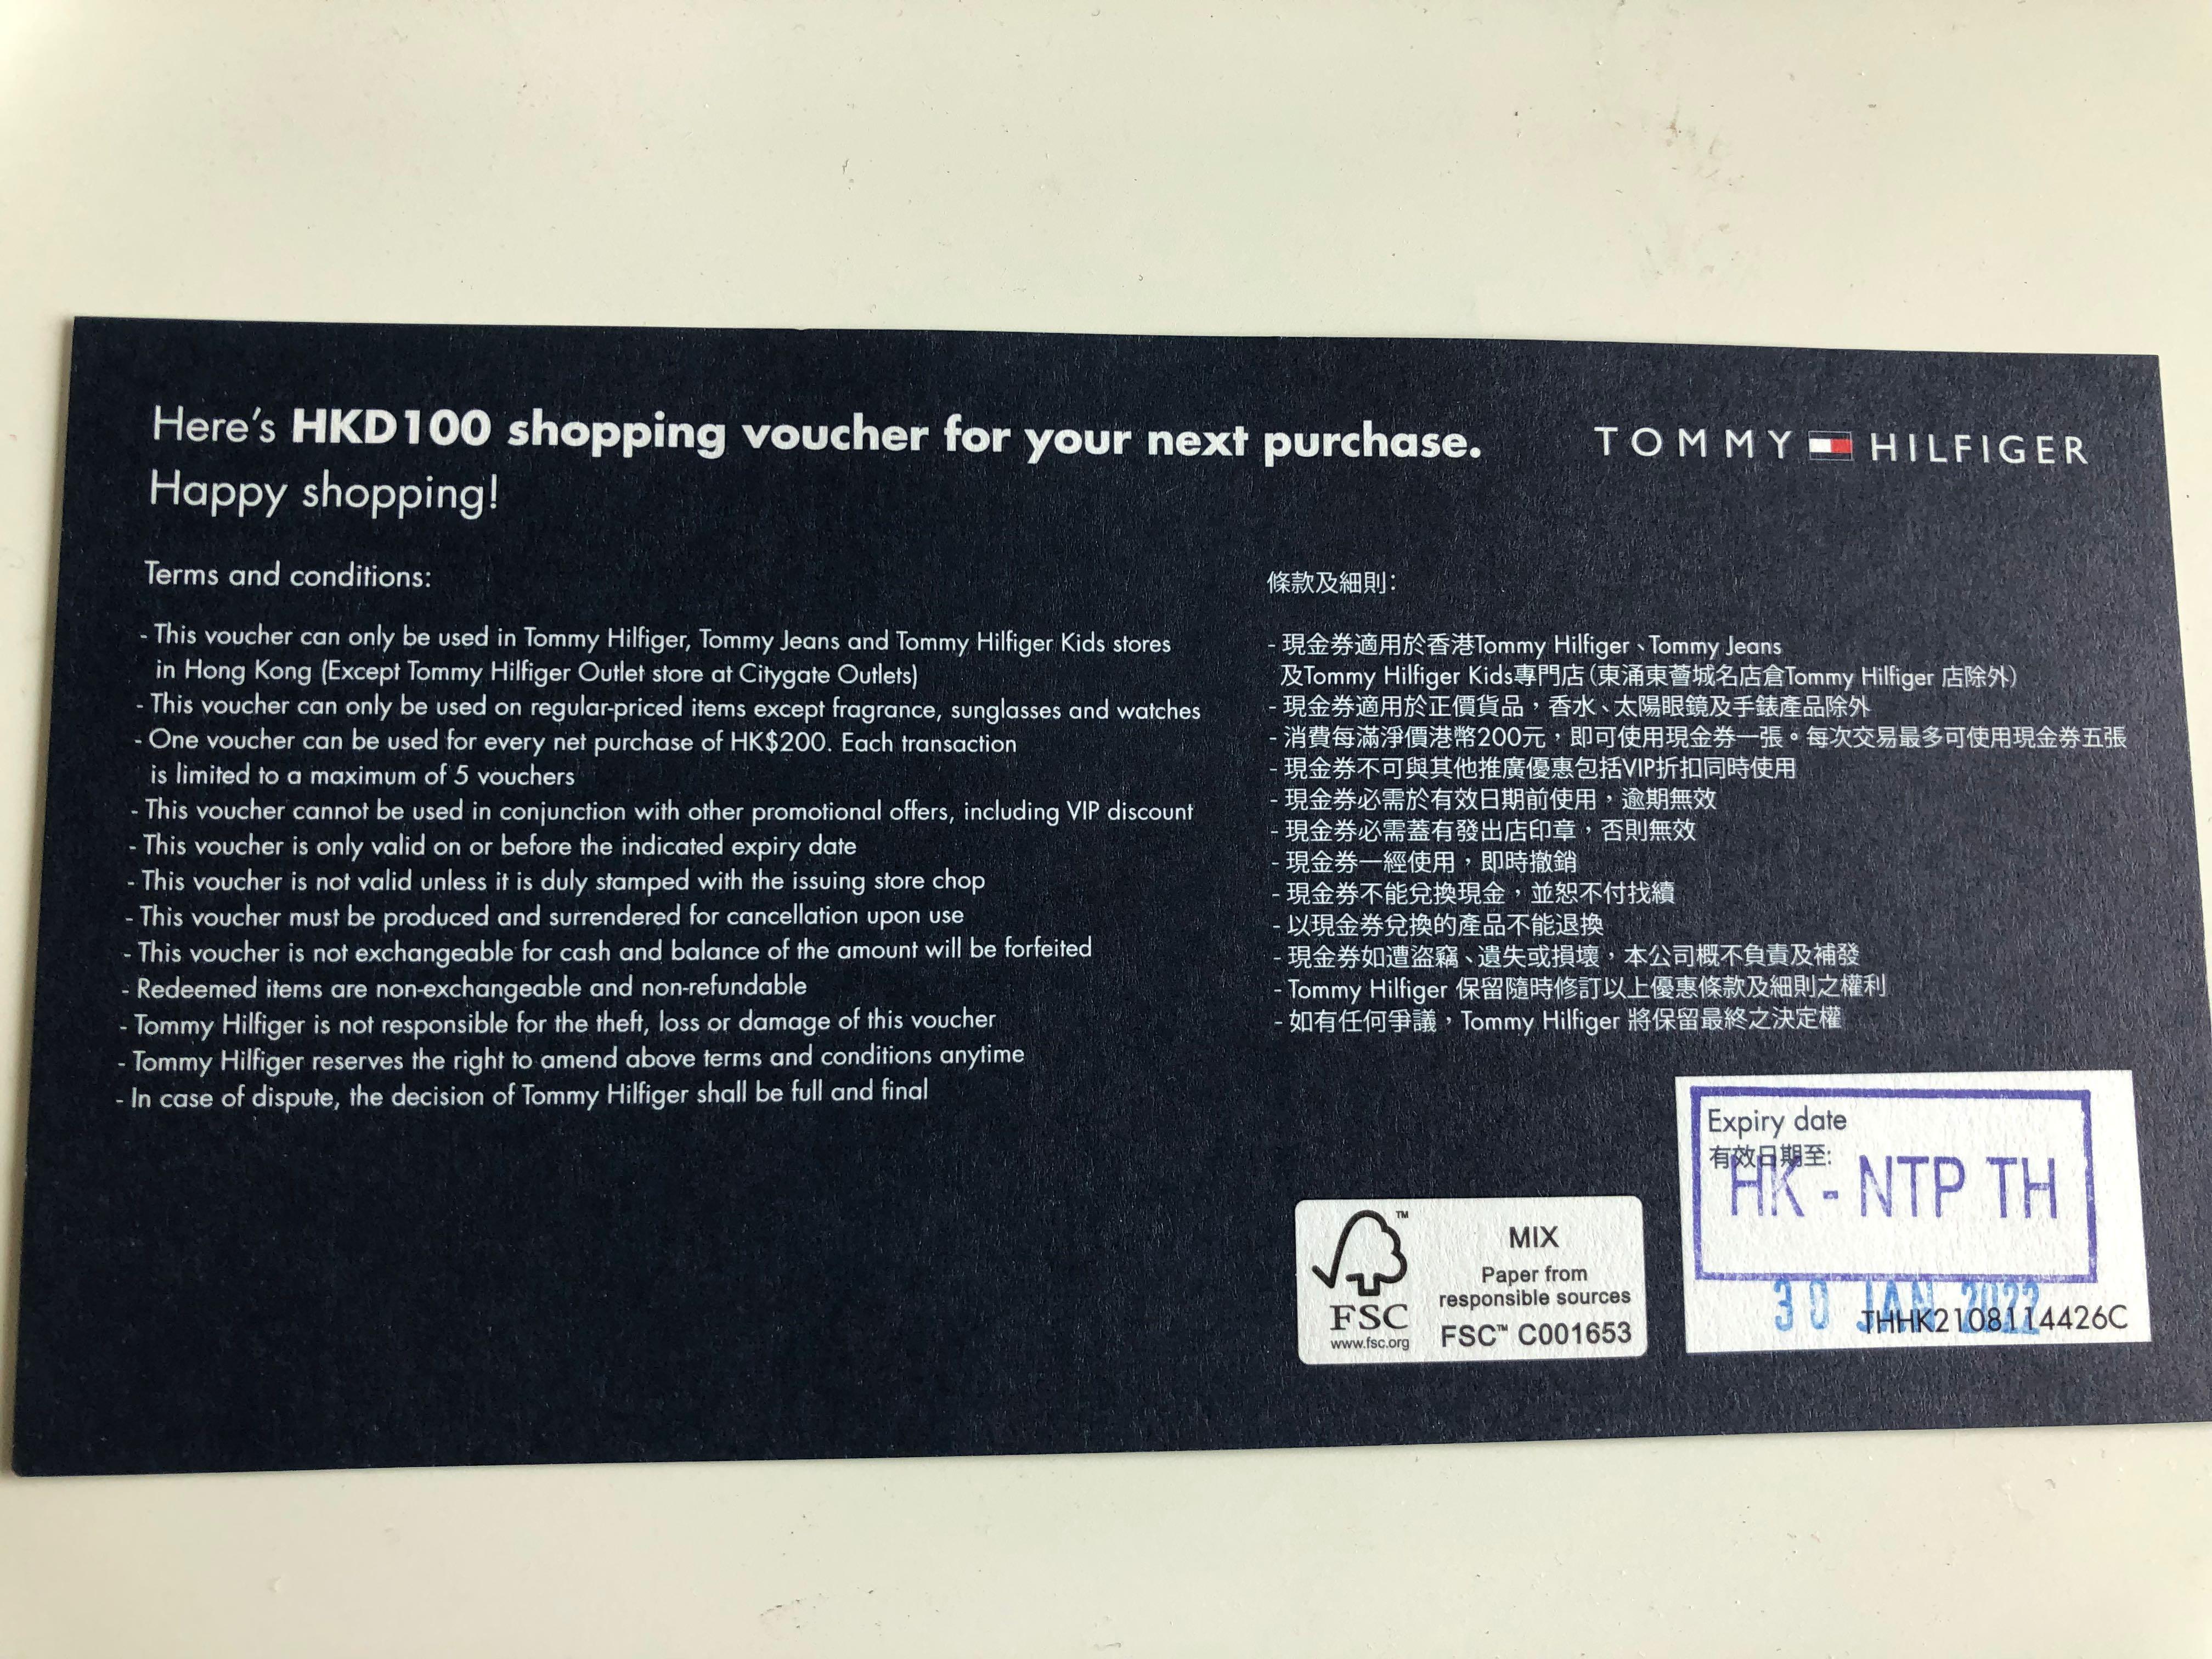 Here's HKD100 shopping voucher for your next purchase.
Happy shopping!
TOMMY HILFIGER
Terms and conditions:
- This voucher can only be used in Tommy Hilfiger, Tommy Jeans and Tommy Hilfiger Kids stores
in Hong Kong (Except Tommy Hilfiger Outlet store at Citygate Outlets)
- This voucher can only be used on regular-priced items except fragrance, sunglasses and watches
- One voucher can be used for every net purchase of HK$200. Each transaction
is limited to a maximum of 5 vouchers
- This voucher cannot be used in conjunction with other promotional offers, including VIP discount
- This voucher is only valid on or before the indicated expiry date
- This voucher is not valid unless it is duly stamped with the issuing store chop
- This voucher must be produced and surrendered for cancellation upon use
- This voucher is not exchangeable for cash and balance of the amount will be forfeited
- Redeemed items are non-exchangeable and non-refundable
- Tommy Hilfiger is not responsible for the theft, loss or damage of this voucher
- Tommy Hilfiger reserves the right to amend above terms and conditions anytime
- In case of dispute, the decision of Tommy Hilfiger shall be full and final
條款及細則：
- 現金券適用於香港Tommy Hilfiger、Tommy Jeans
及Tommy Hilfiger Kids專門店（東涌東薈城名店倉Tommy Hilfiger 店除外）
- 現金券適用於正價貨品，香水、太陽眼鏡及手錶產品除外
- 消費每滿淨價港幣200元，即可使用現金券一張。每次交易最多可使用現金券五張
- 現金券不可與其他推廣優惠包括VIP折扣同時使用
- 現金券必需於有效日期前使用，逾期無效
- 現金券必需蓋有發出店印章，否則無效
- 現金券一經使用，即時撤銷
- 現金券不能兌換現金，並恕不付找續
- 以現金券兌換的產品不能退換
- 現金券如遭盜竊、遺失或損壞，本公司概不負責及補發
- Tommy Hilfiger 保留隨時修訂以上優惠條款及細則之權利
- 如有任何爭議，Tommy Hilfiger 將保留最終之決定權
Expiry date
有效日期至:
HK - NTP TH
30 JAN 2022
THHK2108114426C
FSC
www.fsc.org
MIX
Paper from
responsible sources
FSC™ C001653